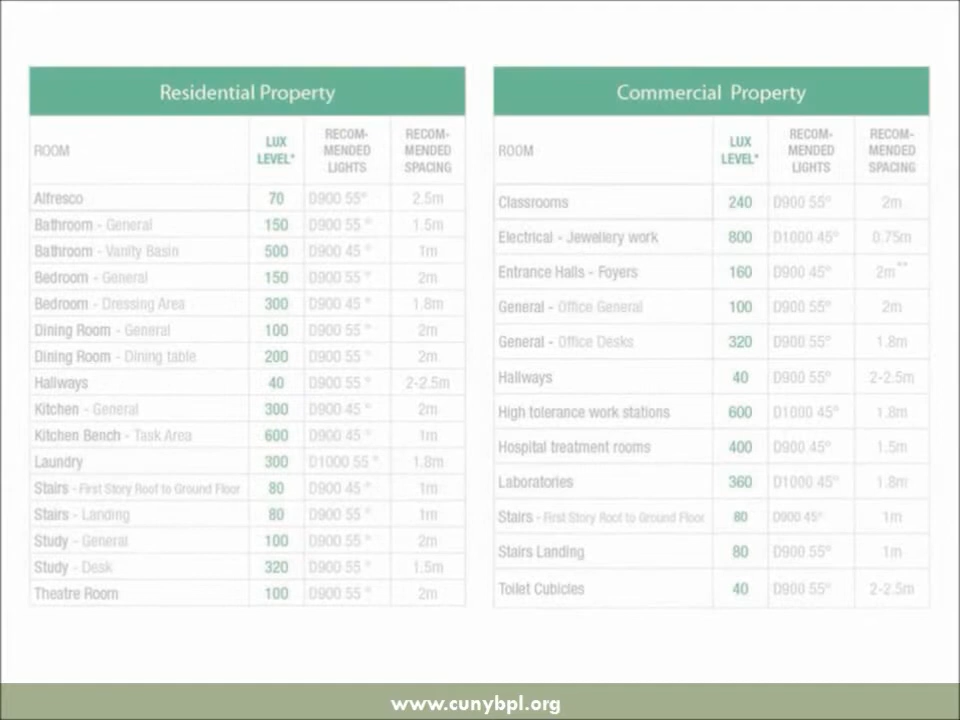 Residential Property
ROOM LUX LEVEL* RECOM-MENDED LIGHTS RECOM-MENDED SPACING
Alfresco 70 D900 55° 2.5m
Bathroom - General 150 D900 55 ° 1.5m
Bathroom - Vanity Basin 500 D900 45 ° 1m
Bedroom - General 150 D900 55 ° 2m
Bedroom - Dressing Area 300 D900 45 ° 1.8m
Dining Room - General 100 D900 55 ° 2m
Dining Room - Dining table 200 D900 55 ° 2m
Hallways 40 D900 55 ° 2-2.5m
Kitchen - General 300 D900 45 ° 2m
Kitchen Bench - Task Area 600 D900 45 ° 1m
Laundry 300 D1000 55 ° 1.8m
Stairs - First Story Roof to Ground Floor 80 D900 45 ° 1m
Stairs - Landing 80 D900 55 ° 1m
Study - General 100 D900 55 ° 2m
Study - Desk 320 D900 55 ° 1.5m
Theatre Room 100 D900 55 ° 2m
Commercial Property
ROOM LUX LEVEL* RECOM-MENDED LIGHTS RECOM-MENDED SPACING
Classrooms 240 D900 55° 2m
Electrical - Jewellery work 800 D1000 45° 0.75m
Entrance Halls - Foyers 160 D900 45° 2m**
General - Office General 100 D900 55° 2m
General - Office Desks 320 D900 55° 1.8m
Hallways 40 D900 55° 2-2.5m
High tolerance work stations 600 D1000 45° 1.8m
Hospital treatment rooms 400 D900 45° 1.5m
Laboratories 360 D1000 45° 1.8m
Stairs - First Story Roof to Ground Floor 80 D900 45° 1m
Stairs Landing 80 D900 55° 1m
Toilet Cubicles 40 D900 55° 2-2.5m
www.cunybpl.org